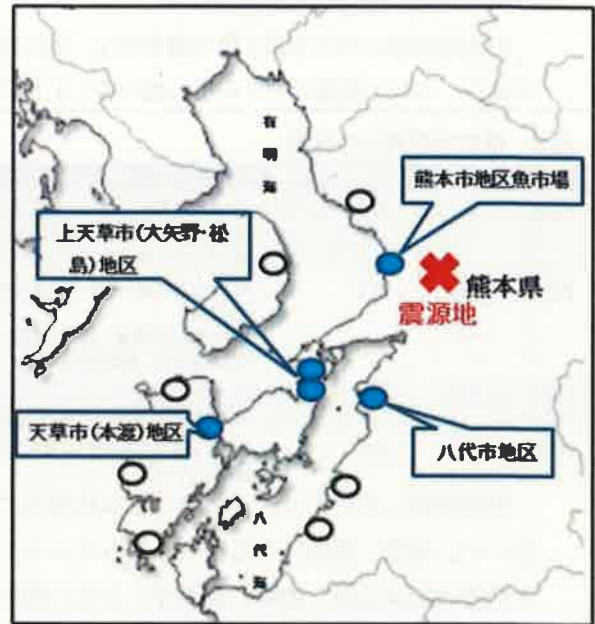 有
明
海
熊本市地区魚市場
上天草市(大矢野・松
島)地区
熊本県
震源地
天草市(本渡)地区
八代市地区
八
代
海